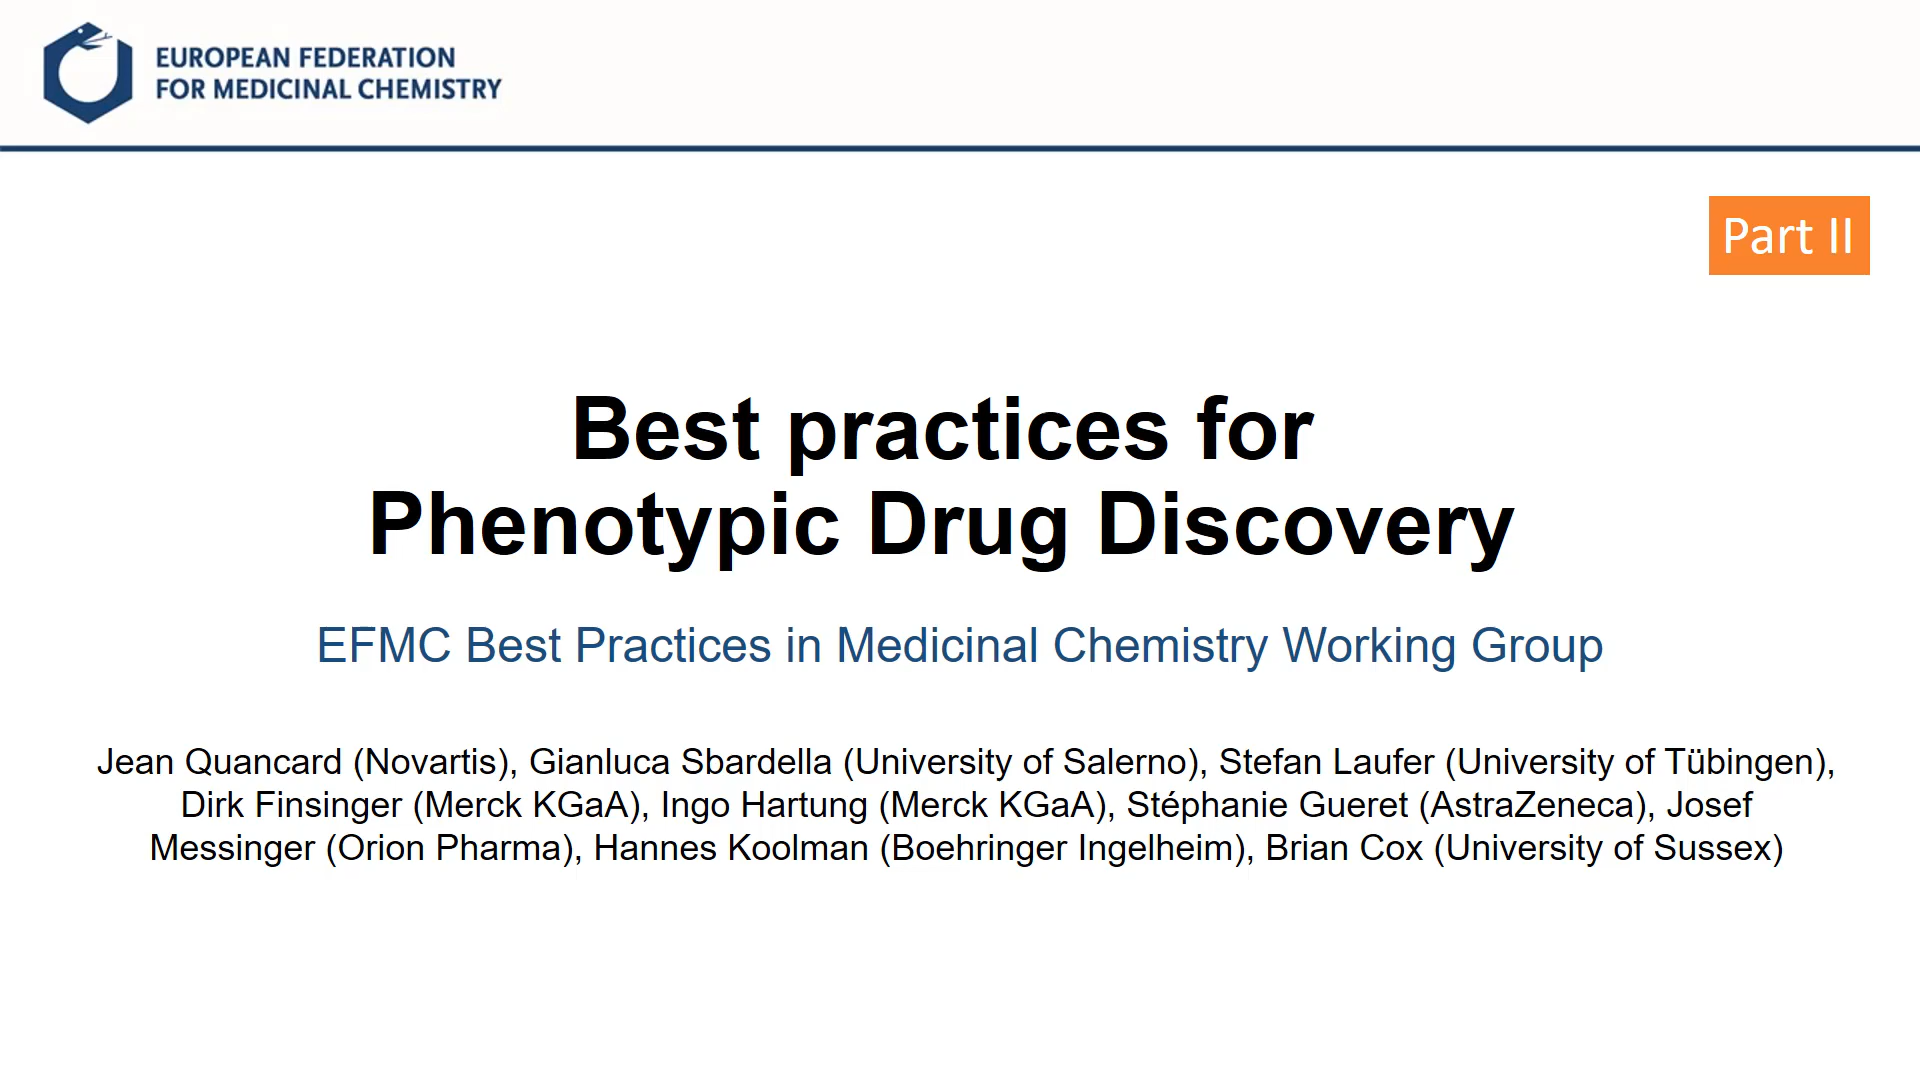 EUROPEAN FEDERATION
FOR MEDICINAL CHEMISTRY
Part II
Best practices for
Phenotypic Drug Discovery
EFMC Best Practices in Medicinal Chemistry Working Group
Jean Quancard (Novartis), Gianluca Sbardella (University of Salerno), Stefan Laufer (University of Tübingen),
Dirk Finsinger (Merck KGaA), Ingo Hartung (Merck KGaA), Stéphanie Gueret (AstraZeneca), Josef
Messinger (Orion Pharma), Hannes Koolman (Boehringer Ingelheim), Brian Cox (University of Sussex)